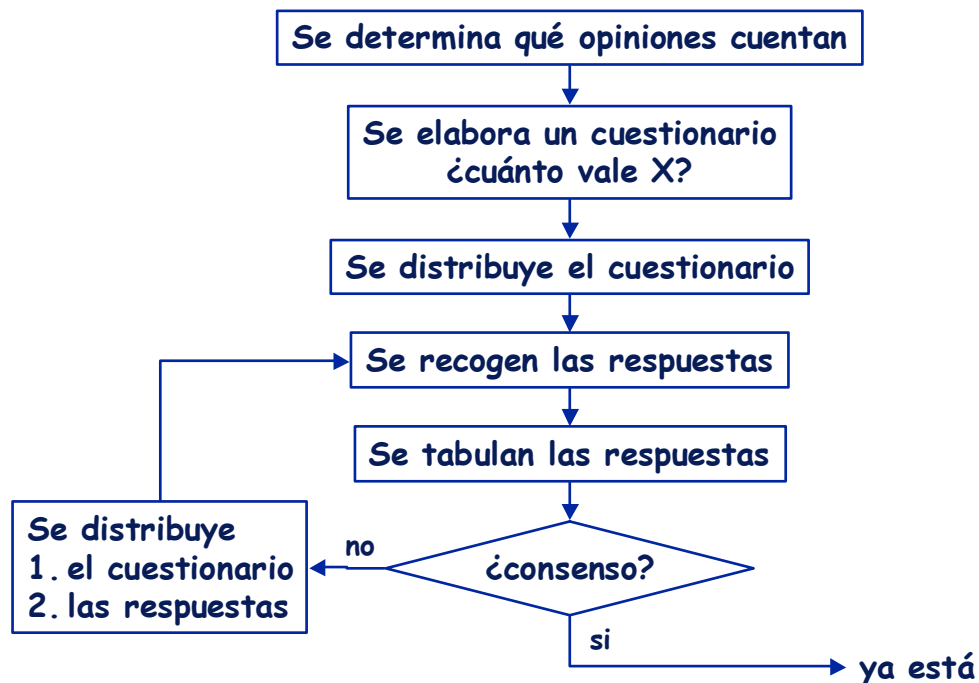 Se determina qué opiniones cuentan
Se elabora un cuestionario
¿cuánto vale X?
Se distribuye el cuestionario
Se recogen las respuestas
Se tabulan las respuestas
¿consenso?
no
Se distribuye
1. el cuestionario
2. las respuestas
si
ya está